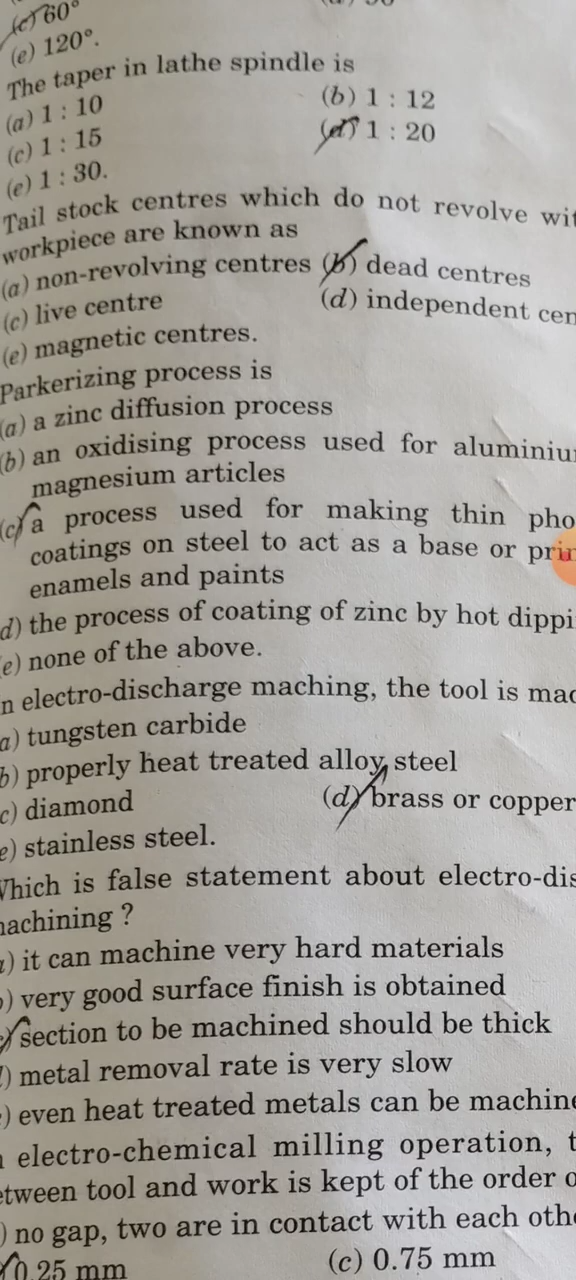 (c) 60°
(e) 120°.
The taper in lathe spindle is
(a) 1 : 10 (b) 1 : 12
(c) 1 : 15 (d) 1 : 20
(e) 1 : 30.
Tail stock centres which do not revolve wit
workpiece are known as
(a) non-revolving centres (b) dead centres
(c) live centre (d) independent cen
(e) magnetic centres.
Parkerizing process is
(a) a zinc diffusion process
(b) an oxidising process used for aluminiu
magnesium articles
(c) a process used for making thin pho
coatings on steel to act as a base or prin
enamels and paints
d) the process of coating of zinc by hot dippi
e) none of the above.
n electro-discharge maching, the tool is mad
a) tungsten carbide
b) properly heat treated alloy steel
c) diamond (d) brass or copper
e) stainless steel.
Which is false statement about electro-dis
machining ?
) it can machine very hard materials
) very good surface finish is obtained
section to be machined should be thick
) metal removal rate is very slow
) even heat treated metals can be machine
electro-chemical milling operation, t
etween tool and work is kept of the order o
) no gap, two are in contact with each othe
0.25 mm (c) 0.75 mm